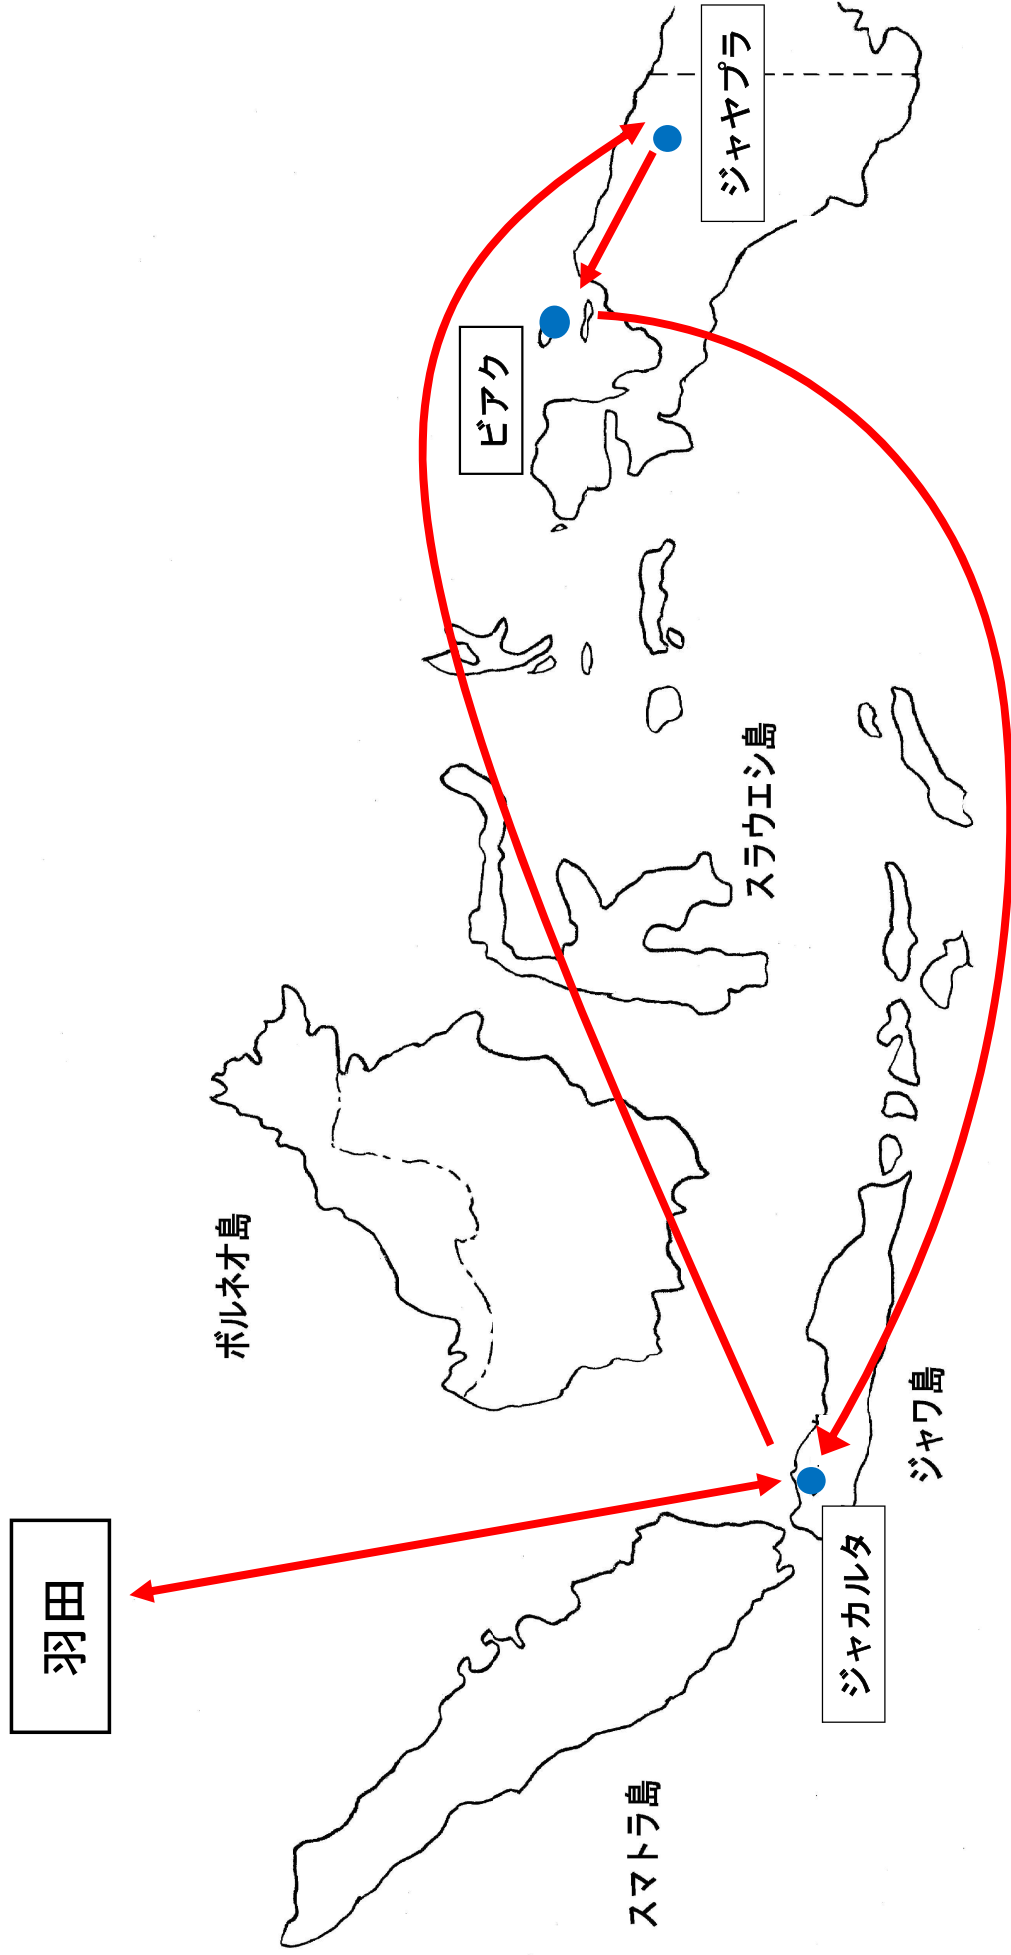 羽田
ボルネオ島
ビアク
ジャヤプラ
スラウェシ島
スマトラ島
ジャカルタ
ジャワ島